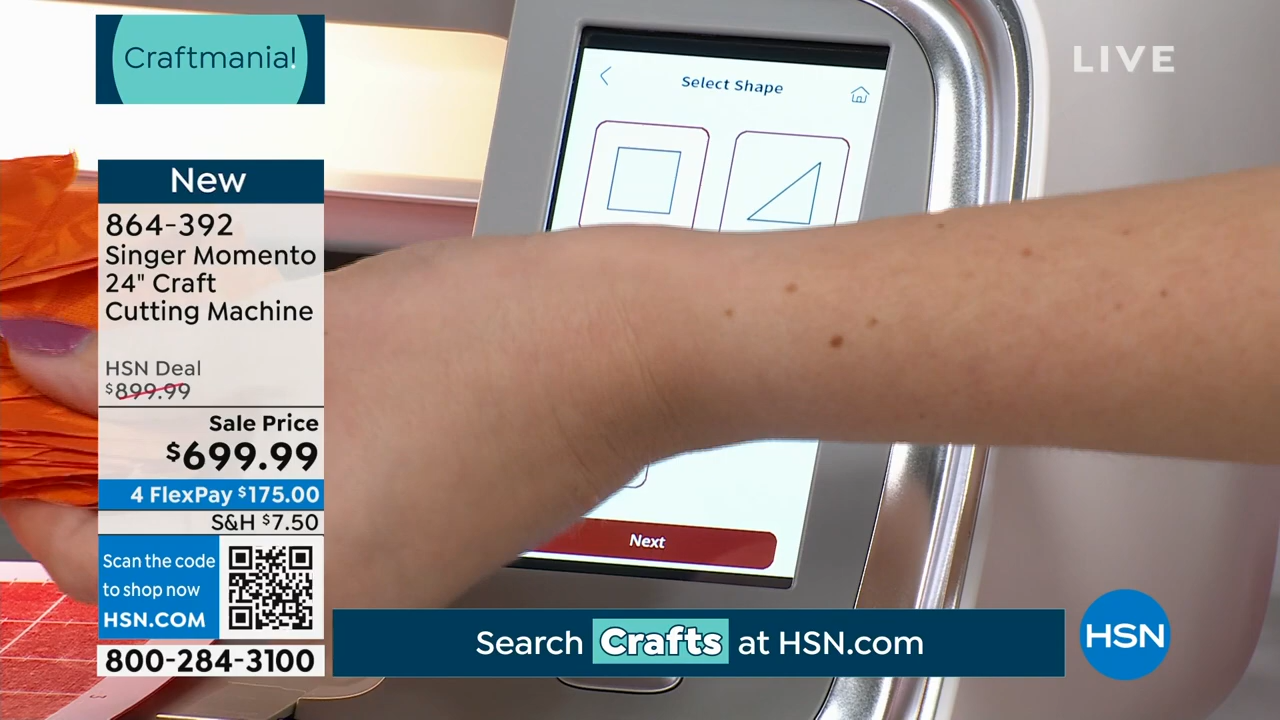 Craftmania!
LIVE
Select Shape
New
864-392
Singer Momento
24" Craft
Cutting Machine
HSN Deal
$899.99
Sale Price
$699.99
4 FlexPay $175.00
S&H $7.50
Scan the code
to shop now
HSN.COM
800-284-3100
Next
Search Crafts at HSN.com
HSN